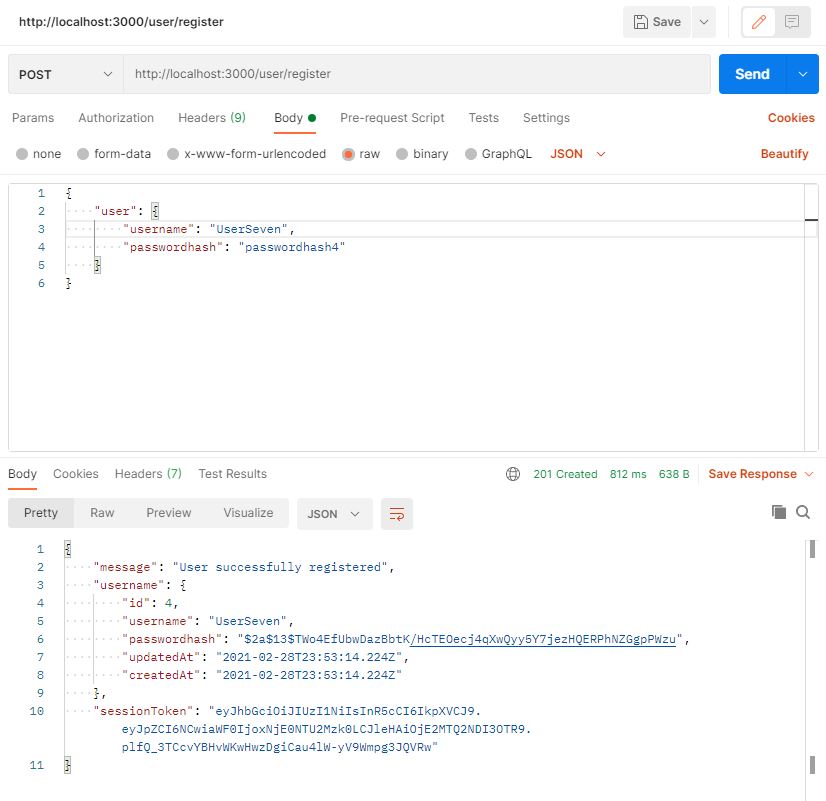 http://localhost:3000/user/register
Save
POST
http://localhost:3000/user/register
Send
Params Authorization Headers (9) Body Pre-request Script Tests Settings Cookies
none form-data x-www-form-urlencoded raw binary GraphQL JSON Beautify
1 {
2 "user": {
3 "username": "UserSeven",
4 "passwordhash": "passwordhash4"
5 }
6 }
Body Cookies Headers (7) Test Results 201 Created 812 ms 638 B Save Response
Pretty Raw Preview Visualize JSON
1 {
2 "message": "User successfully registered",
3 "username": {
4 "id": 4,
5 "username": "UserSeven",
6 "passwordhash": "$2a$13$TWo4EfUbwDazBbtK/HcTEOecj4qXwQyy5Y7jezHQERPhNZGgpPWzu",
7 "updatedAt": "2021-02-28T23:53:14.224Z",
8 "createdAt": "2021-02-28T23:53:14.224Z"
9 },
10 "sessionToken": "eyJhbGciOiJIUzI1NiIsInR5cCI6IkpXVCJ9.
eyJpZCI6NCwiaWF0IjoxNjE0NTU2Mzk0LCJleHAiOjE2MTQ2NDI3OTR9.
plfQ_3TCcvYBHvWKwHwzDgiCau4lW-yV9Wmpg3JQVRw"
11 }